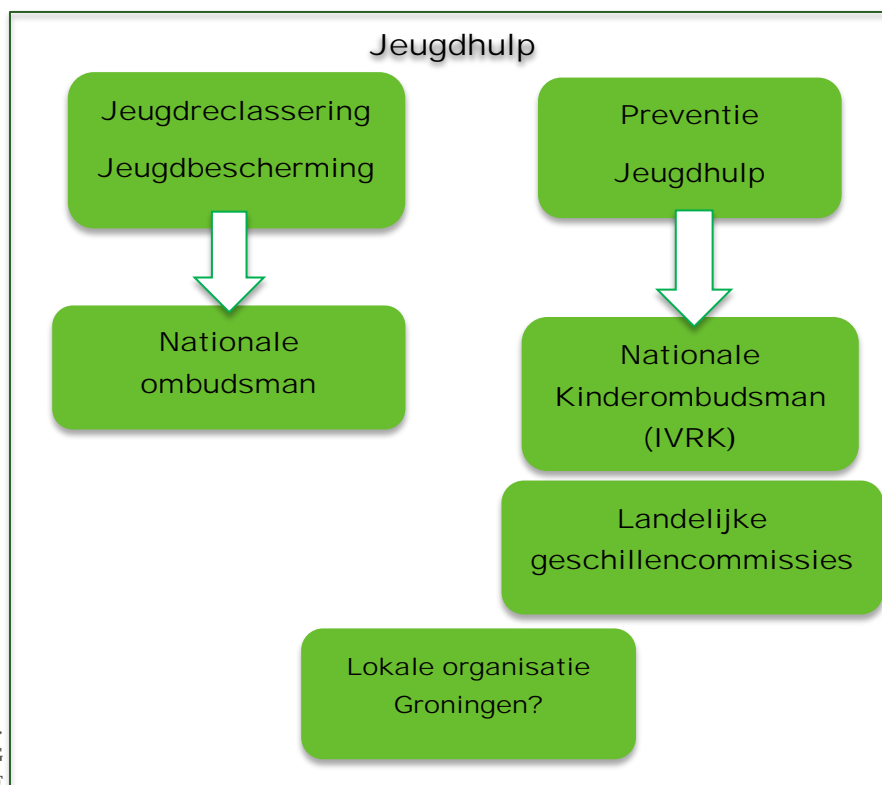 Jeugdhulp
Jeugdreclassering
Jeugdbescherming
Preventie
Jeugdhulp
Nationale
ombudsman
Nationale
Kinderombudsman
(IVRK)
Landelijke
geschillencommissies
Lokale organisatie
Groningen?